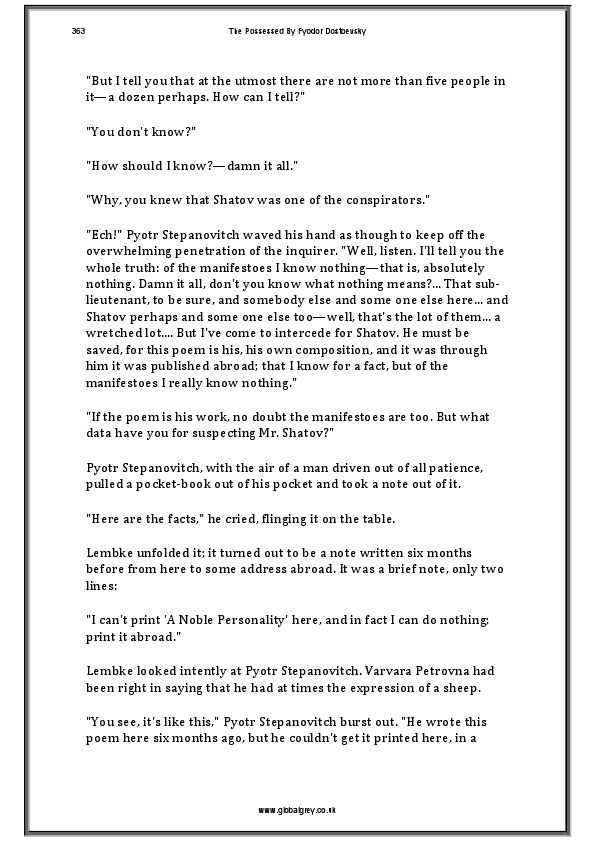 363
The Possessed By Fyodor Dostoevsky
"But I tell you that at the utmost there are not more than five people in
it—a dozen perhaps. How can I tell?"
"You don't know?"
"How should I know?—damn it all."
"Why, you knew that Shatov was one of the conspirators."
"Ech!" Pyotr Stepanovitch waved his hand as though to keep off the
overwhelming penetration of the inquirer. "Well, listen. I'll tell you the
whole truth: of the manifestoes I know nothing—that is, absolutely
nothing. Damn it all, don't you know what nothing means?... That sub-
lieutenant, to be sure, and somebody else and some one else here... and
Shatov perhaps and some one else too—well, that's the lot of them... a
wretched lot.... But I've come to intercede for Shatov. He must be
saved, for this poem is his, his own composition, and it was through
him it was published abroad; that I know for a fact, but of the
manifestoes I really know nothing."
"If the poem is his work, no doubt the manifestoes are too. But what
data have you for suspecting Mr. Shatov?"
Pyotr Stepanovitch, with the air of a man driven out of all patience,
pulled a pocket-book out of his pocket and took a note out of it.
"Here are the facts," he cried, flinging it on the table.
Lembke unfolded it; it turned out to be a note written six months
before from here to some address abroad. It was a brief note, only two
lines:
"I can't print 'A Noble Personality' here, and in fact I can do nothing;
print it abroad."
Lembke looked intently at Pyotr Stepanovitch. Varvara Petrovna had
been right in saying that he had at times the expression of a sheep.
"You see, it's like this," Pyotr Stepanovitch burst out. "He wrote this
poem here six months ago, but he couldn't get it printed here, in a
www.globalgrey.co.uk